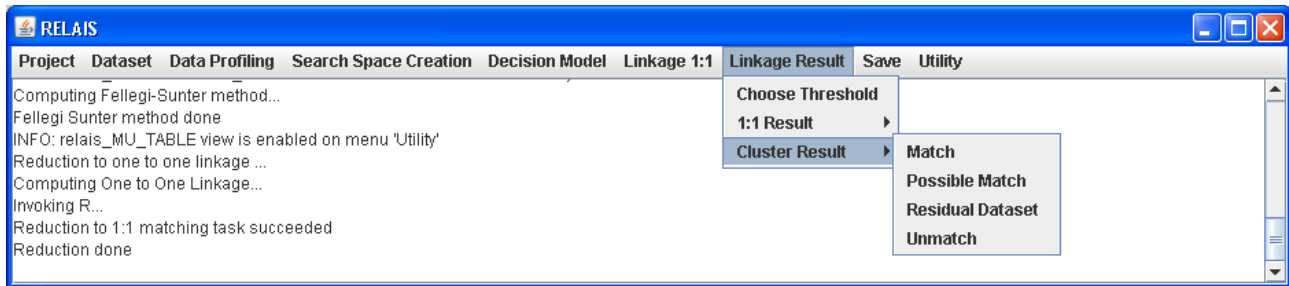 RELAIS
Project Dataset Data Profiling Search Space Creation Decision Model Linkage 1:1 Linkage Result Save Utility
Computing Fellegi-Sunter method...
Fellegi Sunter method done
INFO: relais_MU_TABLE view is enabled on menu 'Utility'
Reduction to one to one linkage ...
Computing One to One Linkage...
Invoking R...
Reduction to 1:1 matching task succeeded
Reduction done
Choose Threshold
1:1 Result
Cluster Result
Match
Possible Match
Residual Dataset
Unmatch